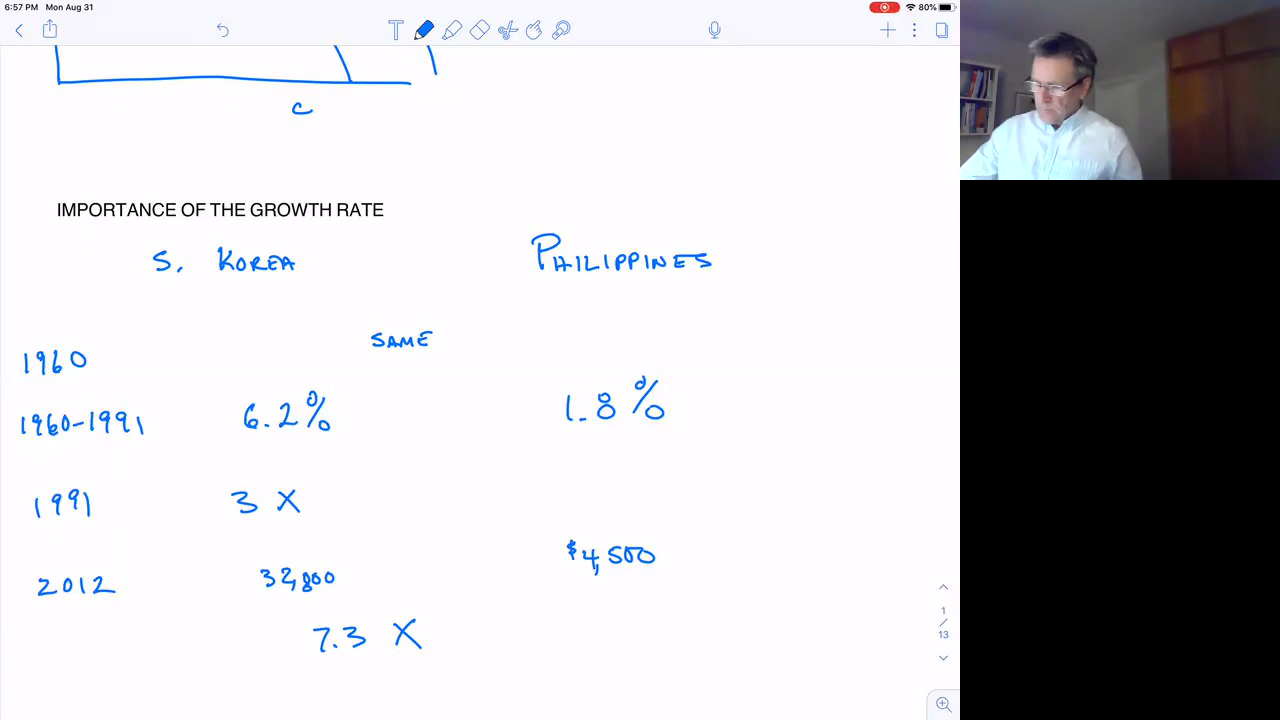 6:57 PM Mon Aug 31
80%
T
C
IMPORTANCE OF THE GROWTH RATE
S. KOREA PHILIPPINES
SAME
1960
1960-1991 6.2% 1.8%
1991 3 X
$4,500
2012 32,800
7.3 X
1
/
13